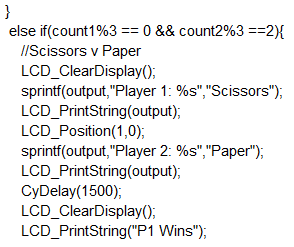 }
else if(count1%3 == 0 && count2%3 ==2){
//Scissors v Paper
LCD_ClearDisplay();
sprintf(output,"Player 1: %s","Scissors");
LCD_PrintString(output);
LCD_Position(1,0);
sprintf(output,"Player 2: %s","Paper");
LCD_PrintString(output);
CyDelay(1500);
LCD_ClearDisplay();
LCD_PrintString("P1 Wins");